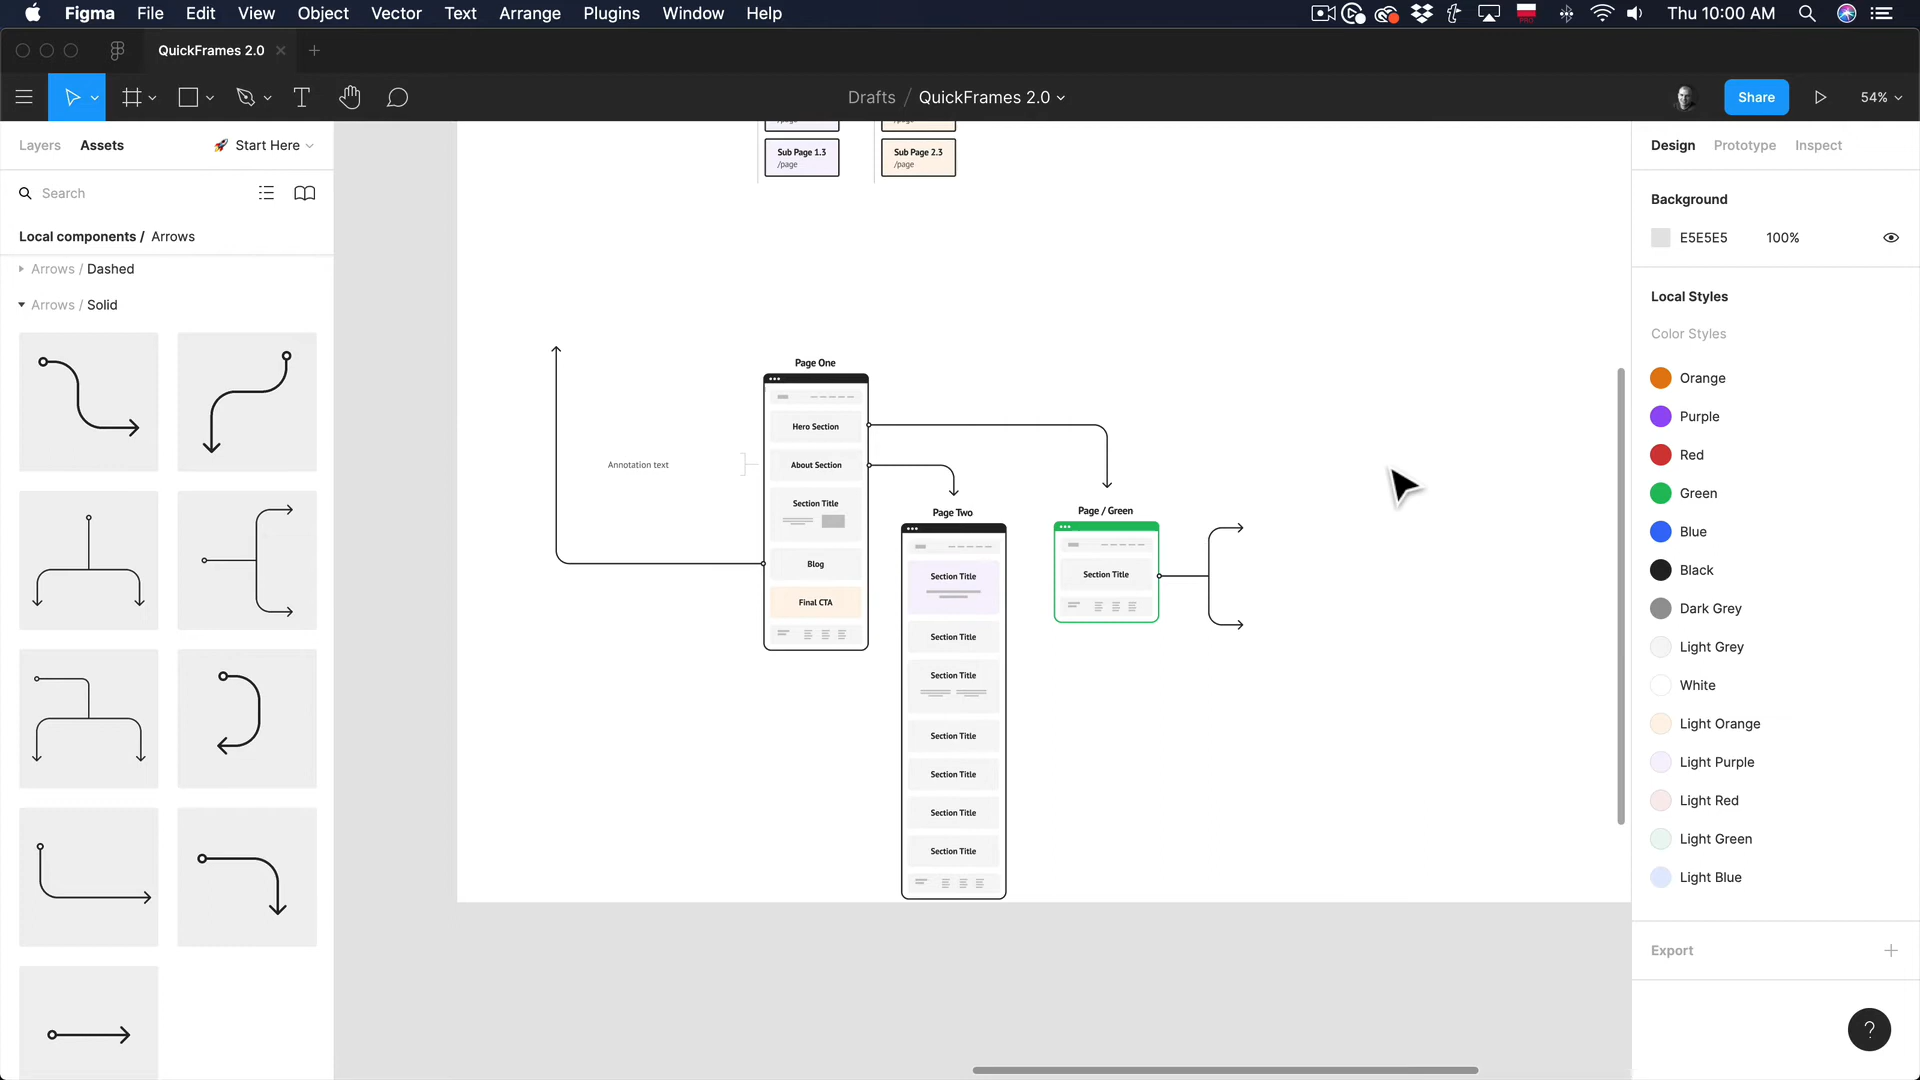 Figma File Edit View Object Vector Text Arrange Plugins Window Help
Thu 10:00 AM
QuickFrames 2.0
Drafts / QuickFrames 2.0
Share
54%
Layers Assets 🚀 Start Here
Search
Local components / Arrows
Arrows / Dashed
Arrows / Solid
/page
Sub Page 1.3
/page
Sub Page 2.3
/page
Page One
Hero Section
About Section
Section Title
Blog
Final CTA
Annotation text
Page Two
Section Title
Section Title
Section Title
Section Title
Section Title
Section Title
Section Title
Page / Green
Section Title
Design Prototype Inspect
Background
E5E5E5 100%
Local Styles
Color Styles
Orange
Purple
Red
Green
Blue
Black
Dark Grey
Light Grey
White
Light Orange
Light Purple
Light Red
Light Green
Light Blue
Export
?